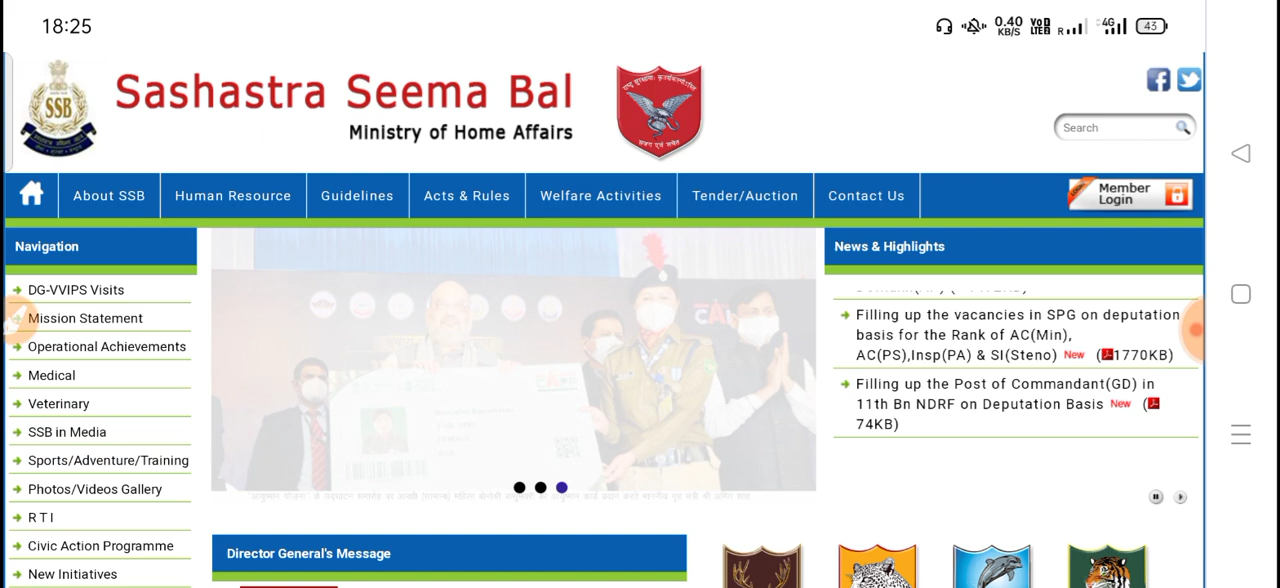 18:25
0.40
KB/S
VoD
LTE2
R
4G
43
SSB
Sashastra Seema Bal
Ministry of Home Affairs
Search
About SSB
Human Resource
Guidelines
Acts & Rules
Welfare Activities
Tender/Auction
Contact Us
LOGIN
Member
Login
Navigation
DG-VVIPS Visits
Mission Statement
Operational Achievements
Medical
Veterinary
SSB in Media
Sports/Adventure/Training
Photos/Videos Gallery
R T I
Civic Action Programme
New Initiatives
News & Highlights
Filling up the vacancies in SPG on deputation
basis for the Rank of AC(Min),
AC(PS),Insp(PA) & SI(Steno) New (1770KB)
Filling up the Post of Commandant(GD) in
11th Bn NDRF on Deputation Basis New (
74KB)
Director General's Message